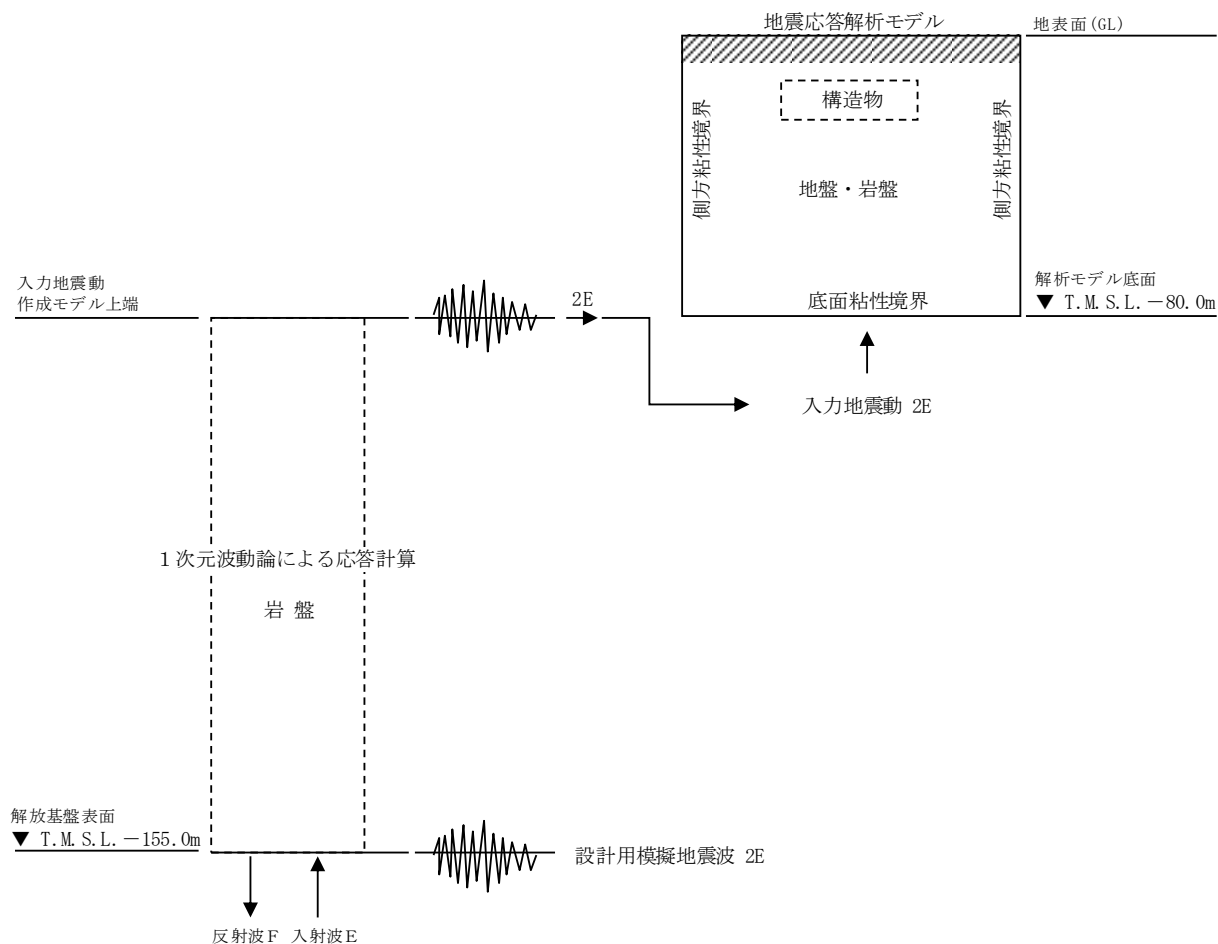 地震応答解析モデル
地表面(GL)
構造物
側方粘性境界
側方粘性境界
地盤・岩盤
入力地震動
作成モデル上端
2E
底面粘性境界
解析モデル底面
▼ T.M.S.L.－80.0m
入力地震動 2E
1次元波動論による応答計算
岩 盤
解放基盤表面
▼ T.M.S.L.－155.0m
設計用模擬地震波 2E
反射波F 入射波E